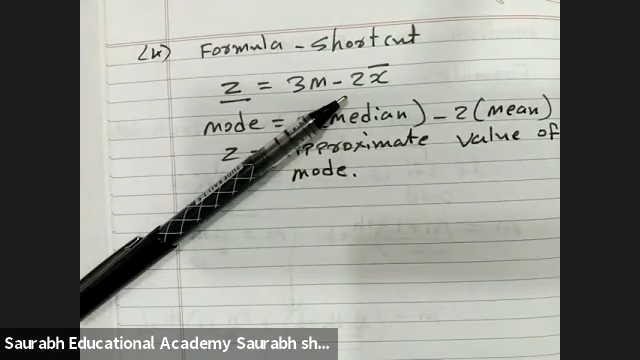 (k) Formula - shortcut
z = 3M - 2x̅
mode = (median) - 2 (mean)
z = approximate value of
mode.
Saurabh Educational Academy Saurabh sh...